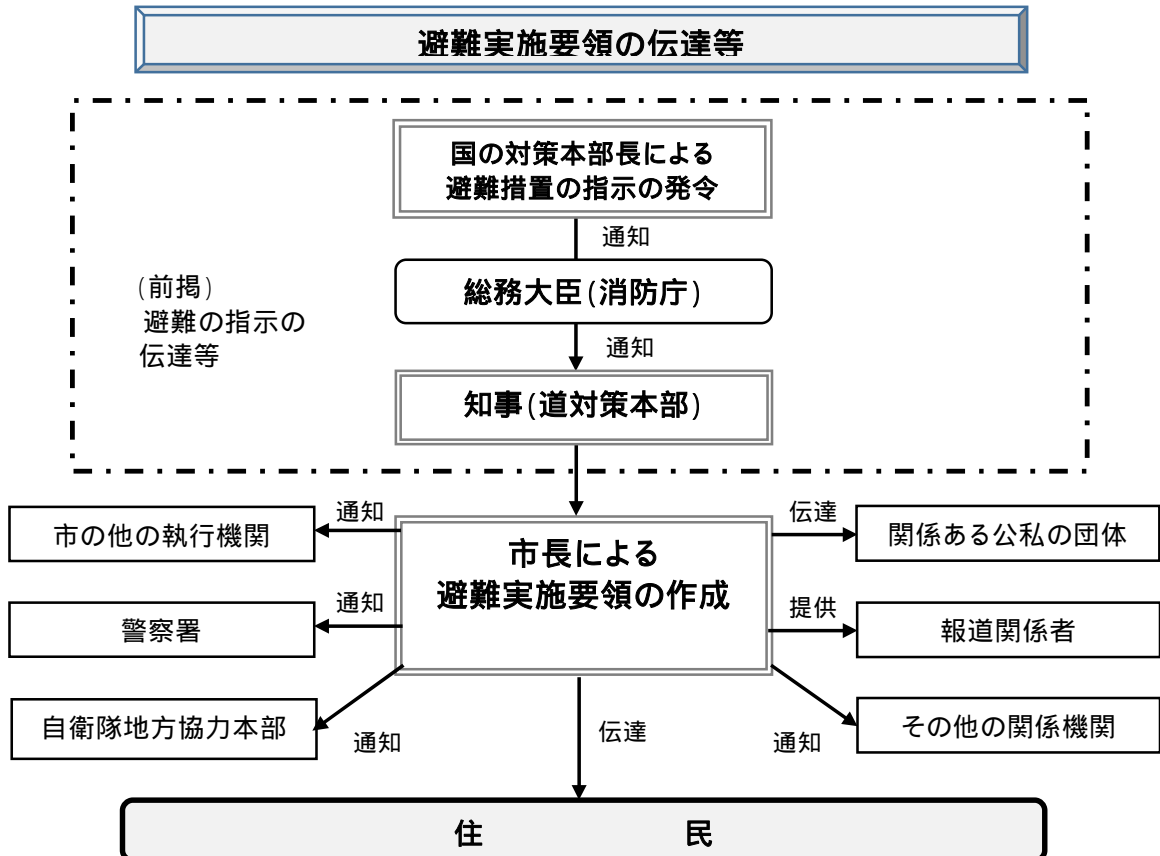 避難実施要領の伝達等
国の対策本部長による
避難措置の指示の発令
通知
総務大臣(消防庁)
(前掲)
避難の指示の
伝達等
通知
知事(道対策本部)
市の他の執行機関
通知
市長による
避難実施要領の作成
伝達
関係ある公私の団体
警察署
通知
提供
報道関係者
自衛隊地方協力本部
通知
伝達
通知
その他の関係機関
住民